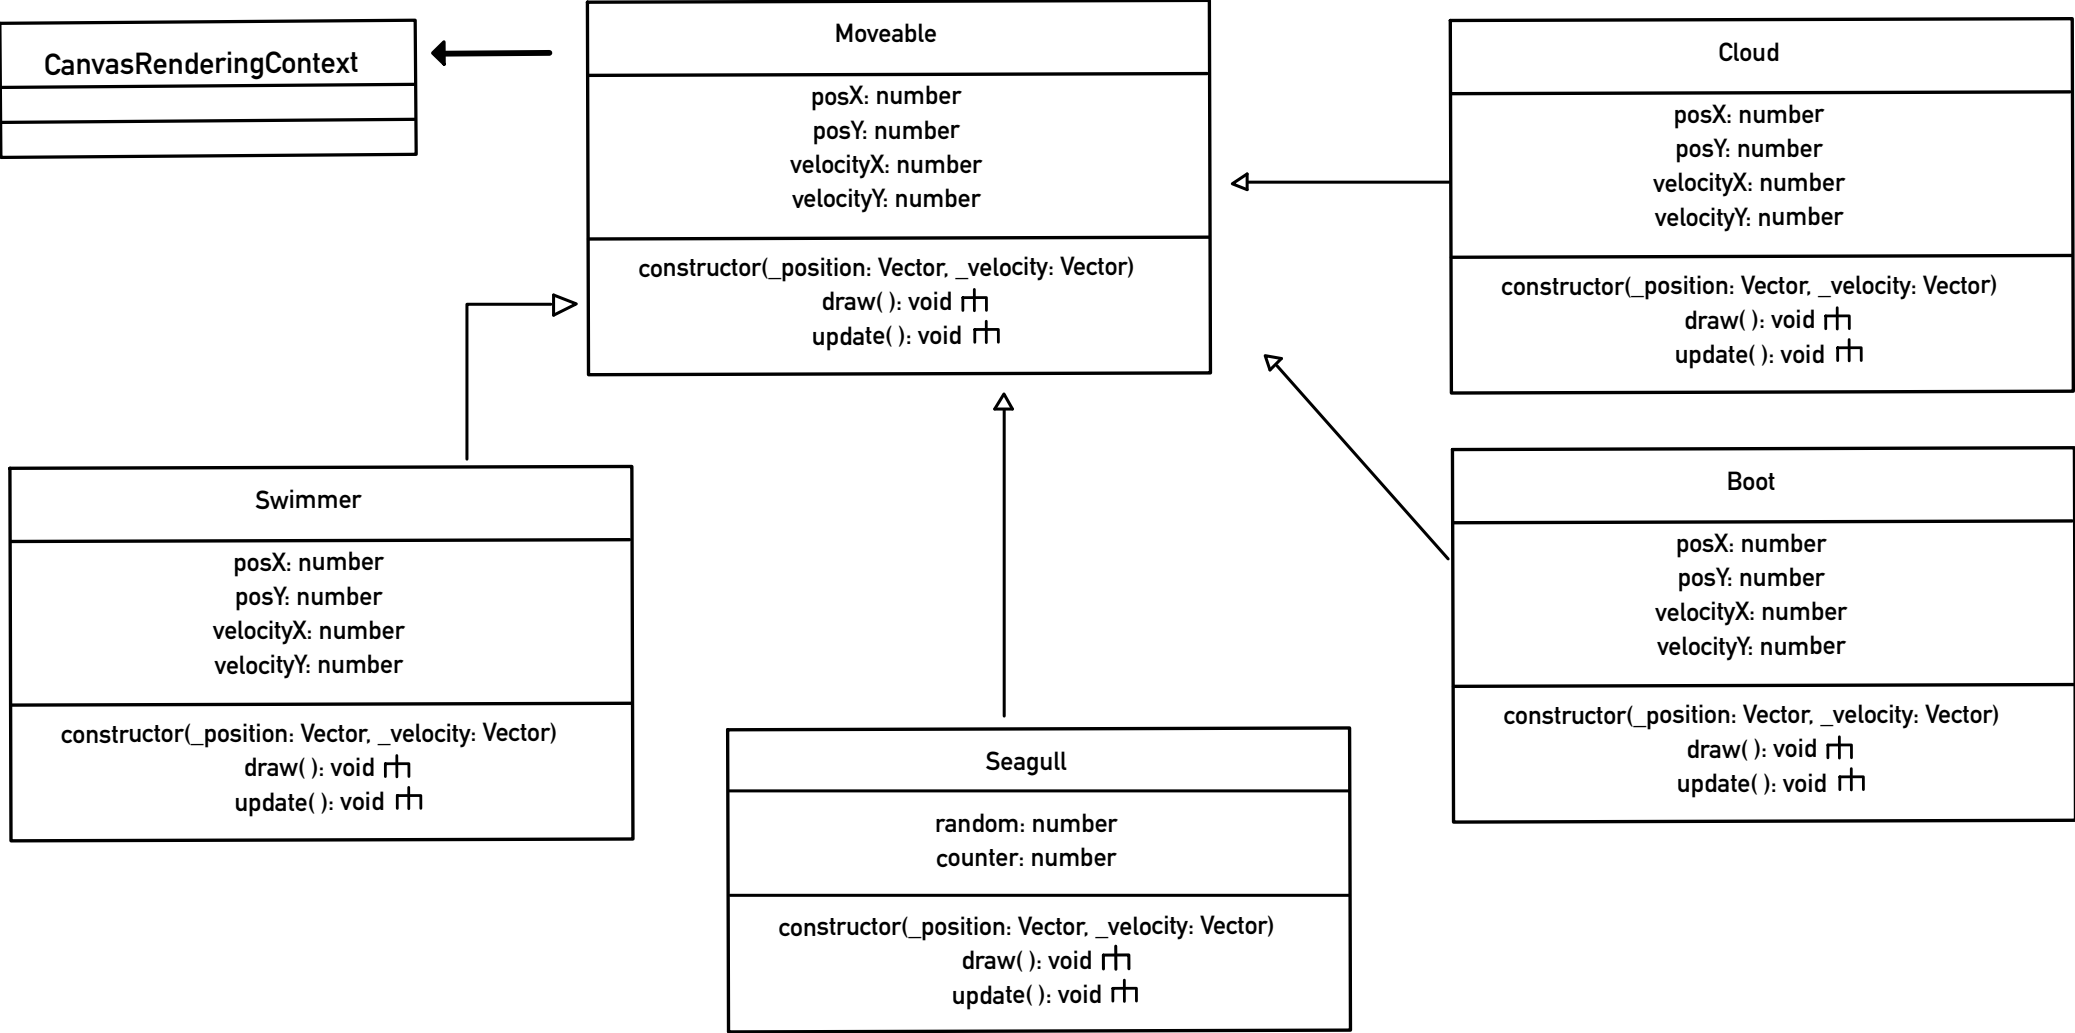 CanvasRenderingContext
Moveable
posX: number
posY: number
velocityX: number
velocityY: number
constructor(_position: Vector, _velocity: Vector)
draw( ): void
update( ): void
Cloud
posX: number
posY: number
velocityX: number
velocityY: number
constructor(_position: Vector, _velocity: Vector)
draw( ): void
update( ): void
Swimmer
posX: number
posY: number
velocityX: number
velocityY: number
constructor(_position: Vector, _velocity: Vector)
draw( ): void
update( ): void
Seagull
random: number
counter: number
constructor(_position: Vector, _velocity: Vector)
draw( ): void
update( ): void
Boot
posX: number
posY: number
velocityX: number
velocityY: number
constructor(_position: Vector, _velocity: Vector)
draw( ): void
update( ): void